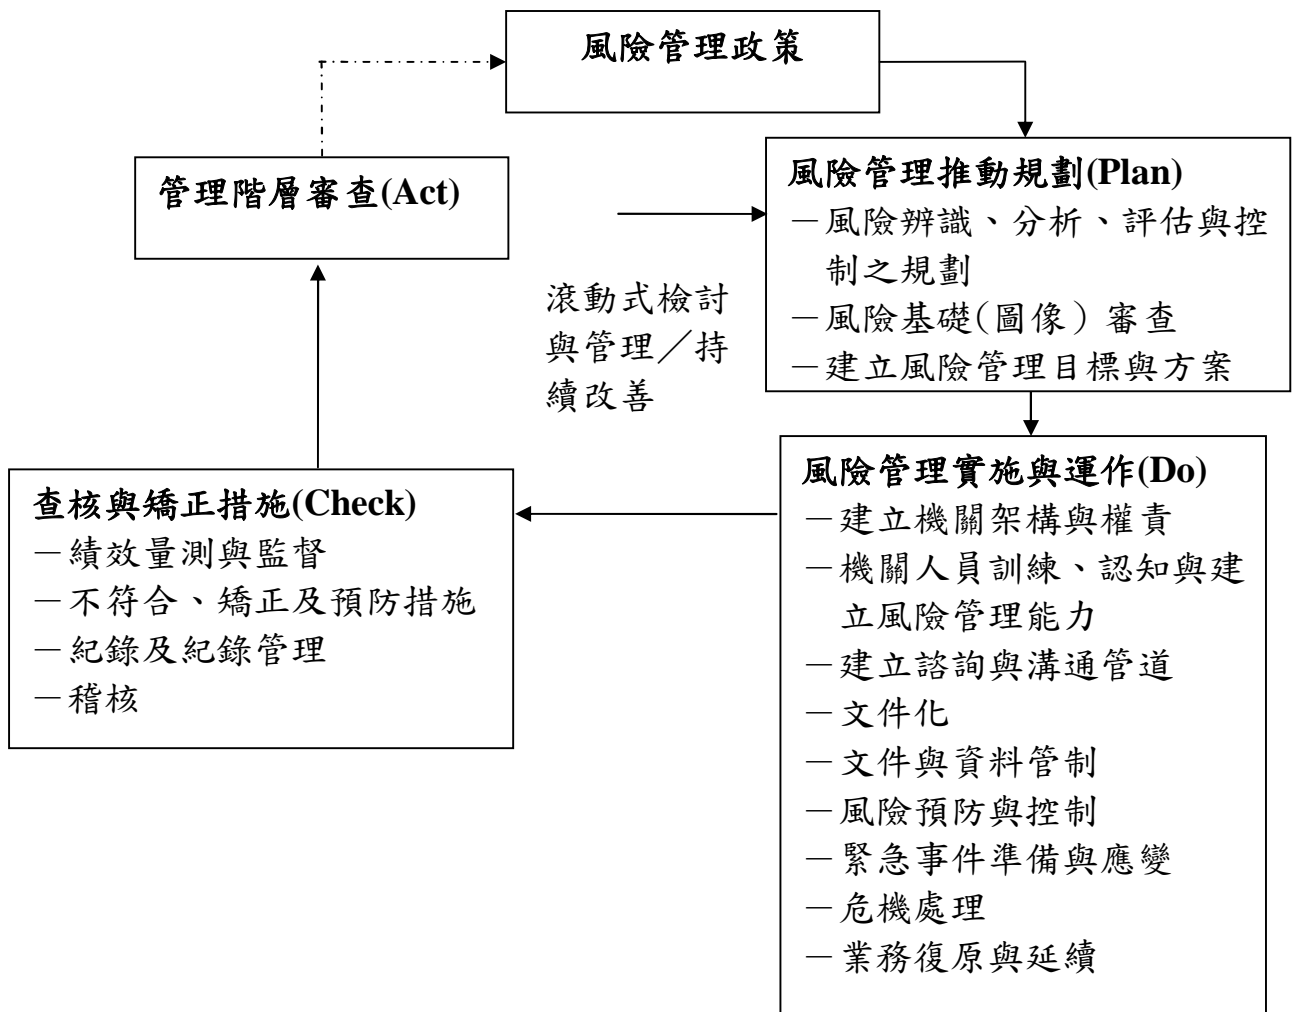 風險管理政策
管理階層審查(Act)
風險管理推動規劃(Plan)
－風險辨識、分析、評估與控
制之規劃
－風險基礎(圖像）審查
－建立風險管理目標與方案
滾動式檢討
與管理／持
續改善
風險管理實施與運作(Do)
－建立機關架構與權責
－機關人員訓練、認知與建
立風險管理能力
－建立諮詢與溝通管道
－文件化
－文件與資料管制
－風險預防與控制
－緊急事件準備與應變
－危機處理
－業務復原與延續
查核與矯正措施(Check)
－績效量測與監督
－不符合、矯正及預防措施
－紀錄及紀錄管理
－稽核